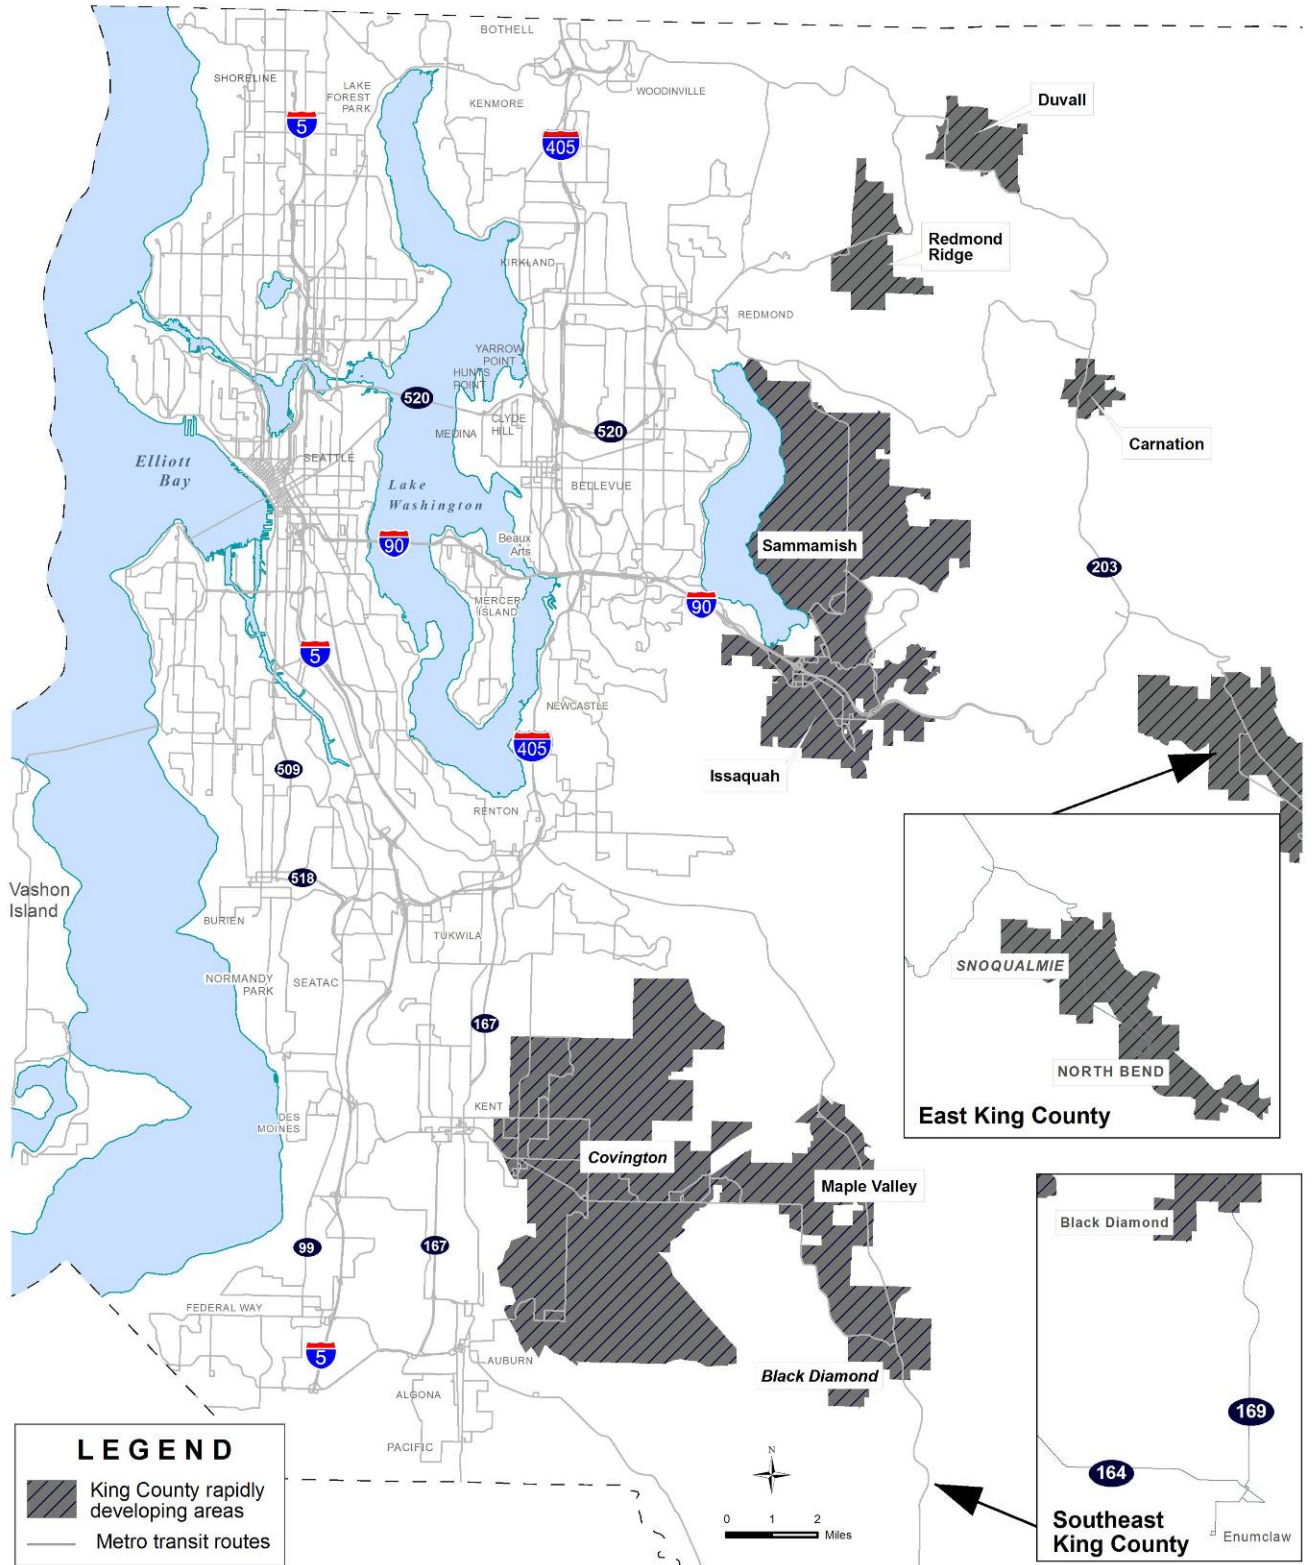 BOTHELL
SHORELINE
LAKE
FOREST
PARK
KENMORE
WOODINVILLE
Duvall
5
405
Redmond
Ridge
KIRKLAND
REDMOND
YARROW
POINT
HUNTS
POINT
520
CLYDE
HILL
MEDINA
520
Carnation
Elliott
Bay
SEATTLE
Lake
Washington
BELLEVUE
90
Beaux
Arts
Sammamish
203
MERCER
ISLAND
90
5
NEWCASTLE
405
509
Issaquah
RENTON
518
Vashon
Island
BURIEN
TUKWILA
NORMANDY
PARK
SEATAC
167
SNOQUALMIE
NORTH BEND
East King County
KENT
DES
MOINES
Covington
Maple Valley
99
167
Black Diamond
FEDERAL WAY
5
AUBURN
Black Diamond
ALGONA
PACIFIC
169
164
Southeast
King County
Enumclaw
LEGEND
King County rapidly
developing areas
Metro transit routes
N
0 1 2
Miles